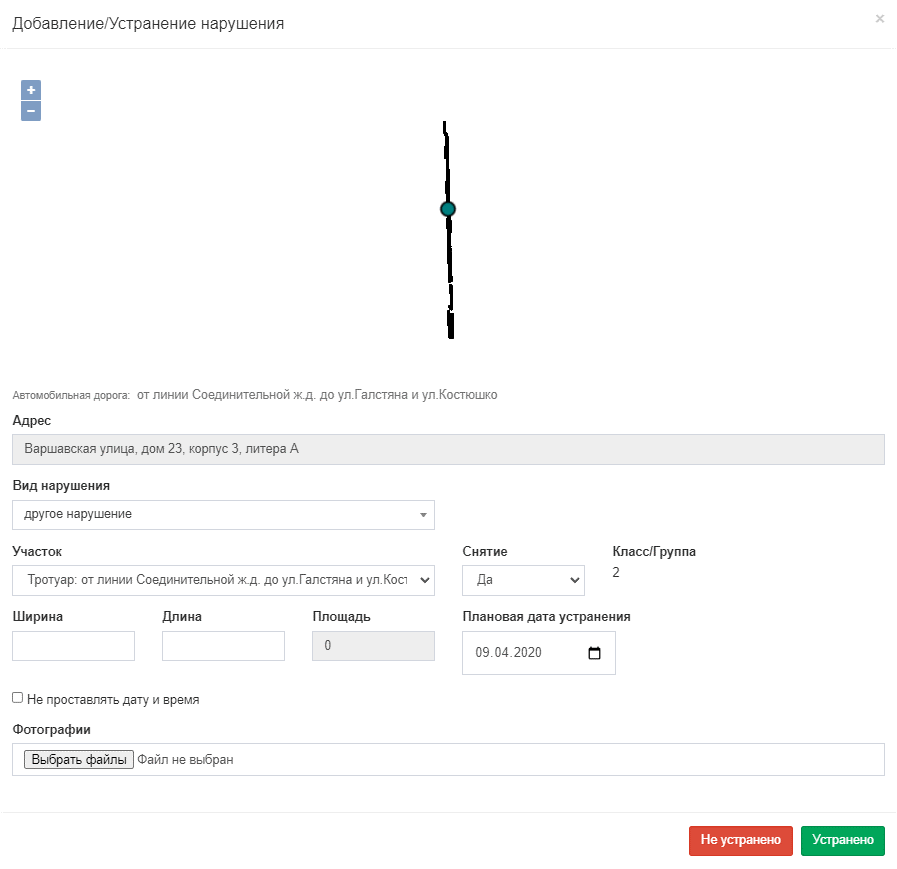 Добавление/Устранение нарушения
×
+
−
Автомобильная дорога: от линии Соединительной ж.д. до ул.Галстяна и ул.Костюшко
Адрес
Варшавская улица, дом 23, корпус 3, литера А
Вид нарушения
другое нарушение
Участок Снятие Класс/Группа
Тротуар: от линии Соединительной ж.д. до ул.Галстяна и ул.Кост Да 2
Ширина Длина Площадь Плановая дата устранения
0 09.04.2020
Не проставлять дату и время
Фотографии
Выбрать файлы Файл не выбран
Не устранено Устранено